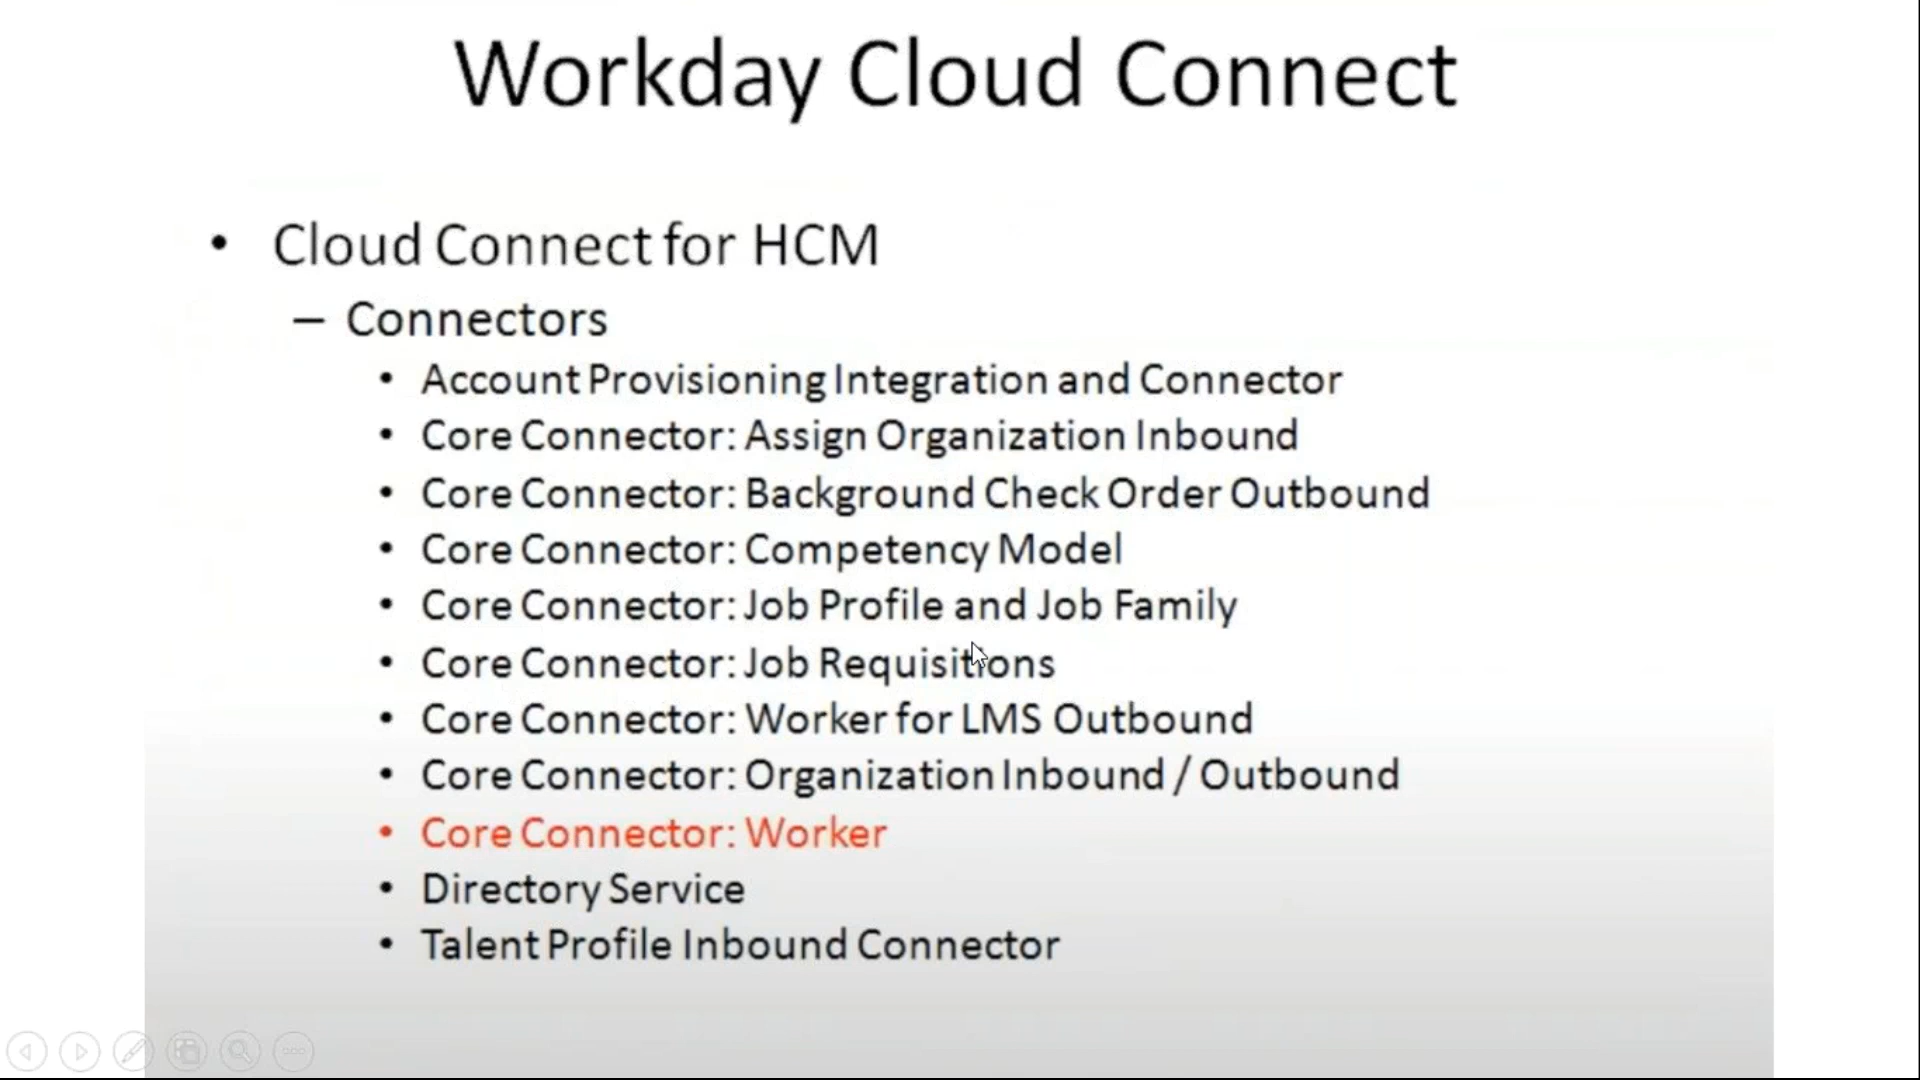 Workday Cloud Connect
• Cloud Connect for HCM
– Connectors
• Account Provisioning Integration and Connector
• Core Connector: Assign Organization Inbound
• Core Connector: Background Check Order Outbound
• Core Connector: Competency Model
• Core Connector: Job Profile and Job Family
• Core Connector: Job Requisitions
• Core Connector: Worker for LMS Outbound
• Core Connector: Organization Inbound / Outbound
• Core Connector: Worker
• Directory Service
• Talent Profile Inbound Connector